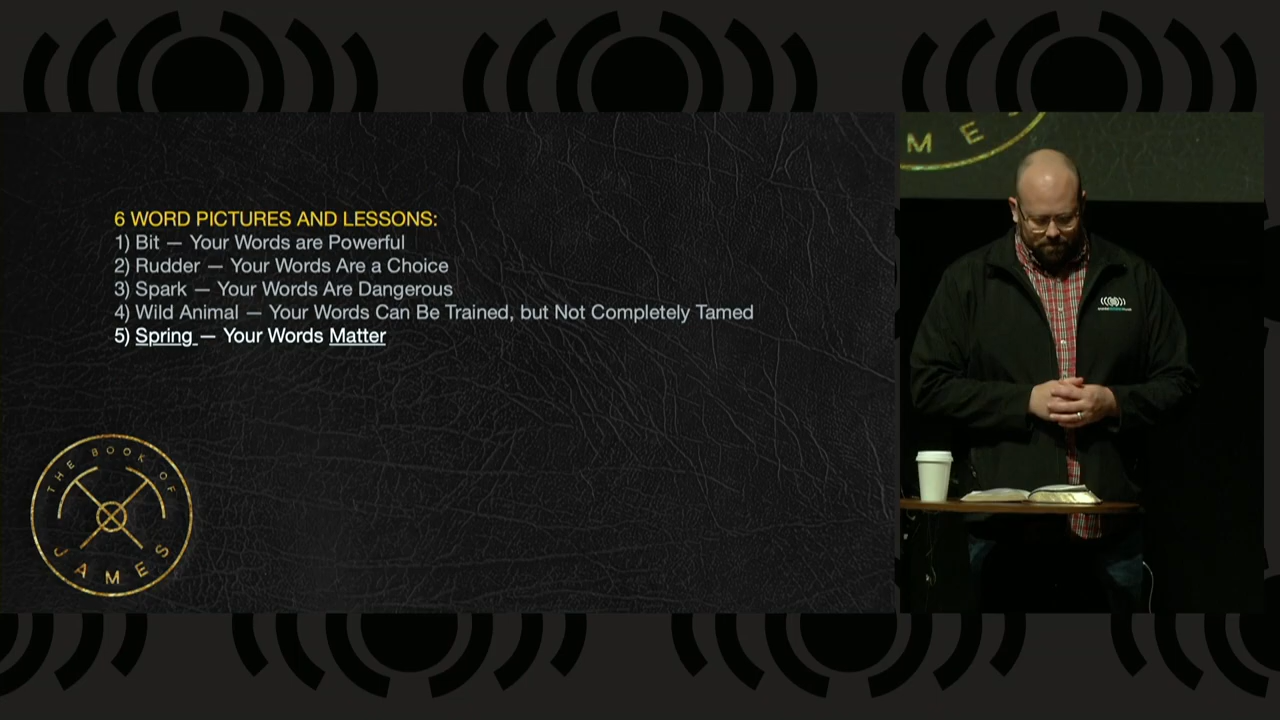 6 WORD PICTURES AND LESSONS:
1) Bit — Your Words are Powerful
2) Rudder — Your Words Are a Choice
3) Spark — Your Words Are Dangerous
4) Wild Animal — Your Words Can Be Trained, but Not Completely Tamed
5) Spring — Your Words Matter
THE BOOK OF
JAMES
M E